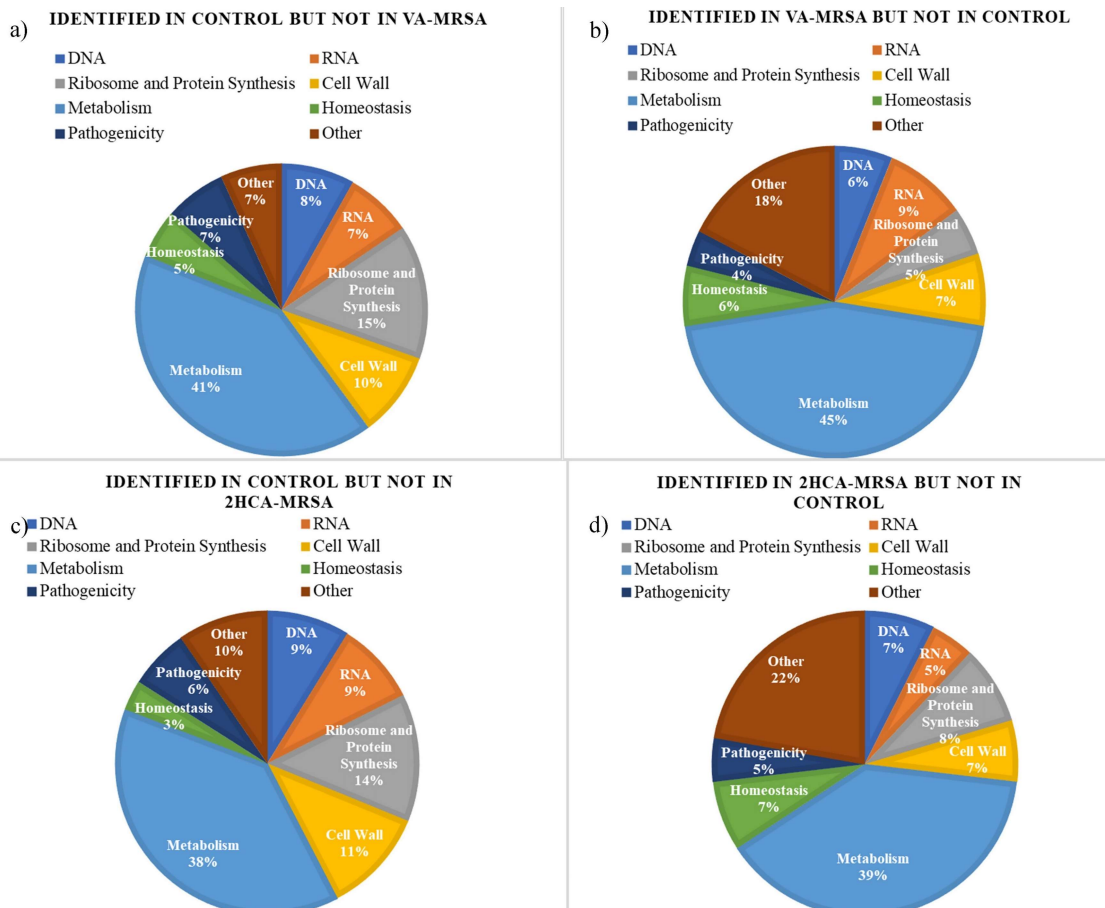 a)
IDENTIFIED IN CONTROL BUT NOT IN VA-MRSA
DNA
RNA
Ribosome and Protein Synthesis
Cell Wall
Metabolism
Homeostasis
Pathogenicity
Other
Other
7%
DNA
8%
RNA
7%
Pathogenicity
7%
Homeostasis
5%
Ribosome and
Protein
Synthesis
15%
Cell Wall
10%
Metabolism
41%
b)
IDENTIFIED IN VA-MRSA BUT NOT IN CONTROL
DNA
RNA
Ribosome and Protein Synthesis
Cell Wall
Metabolism
Homeostasis
Pathogenicity
Other
Other
18%
DNA
6%
RNA
9%
Ribosome and
Protein
Synthesis
5%
Pathogenicity
4%
Homeostasis
6%
Cell Wall
7%
Metabolism
45%
c)
IDENTIFIED IN CONTROL BUT NOT IN
2HCA-MRSA
DNA
RNA
Ribosome and Protein Synthesis
Cell Wall
Metabolism
Homeostasis
Pathogenicity
Other
Other
10%
DNA
9%
RNA
9%
Pathogenicity
6%
Homeostasis
3%
Ribosome and
Protein
Synthesis
14%
Cell Wall
11%
Metabolism
38%
d)
IDENTIFIED IN 2HCA-MRSA BUT NOT IN
CONTROL
DNA
RNA
Ribosome and Protein Synthesis
Cell Wall
Metabolism
Homeostasis
Pathogenicity
Other
Other
22%
DNA
7%
RNA
5%
Ribosome and
Protein
Synthesis
8%
Pathogenicity
5%
Cell Wall
7%
Homeostasis
7%
Metabolism
39%